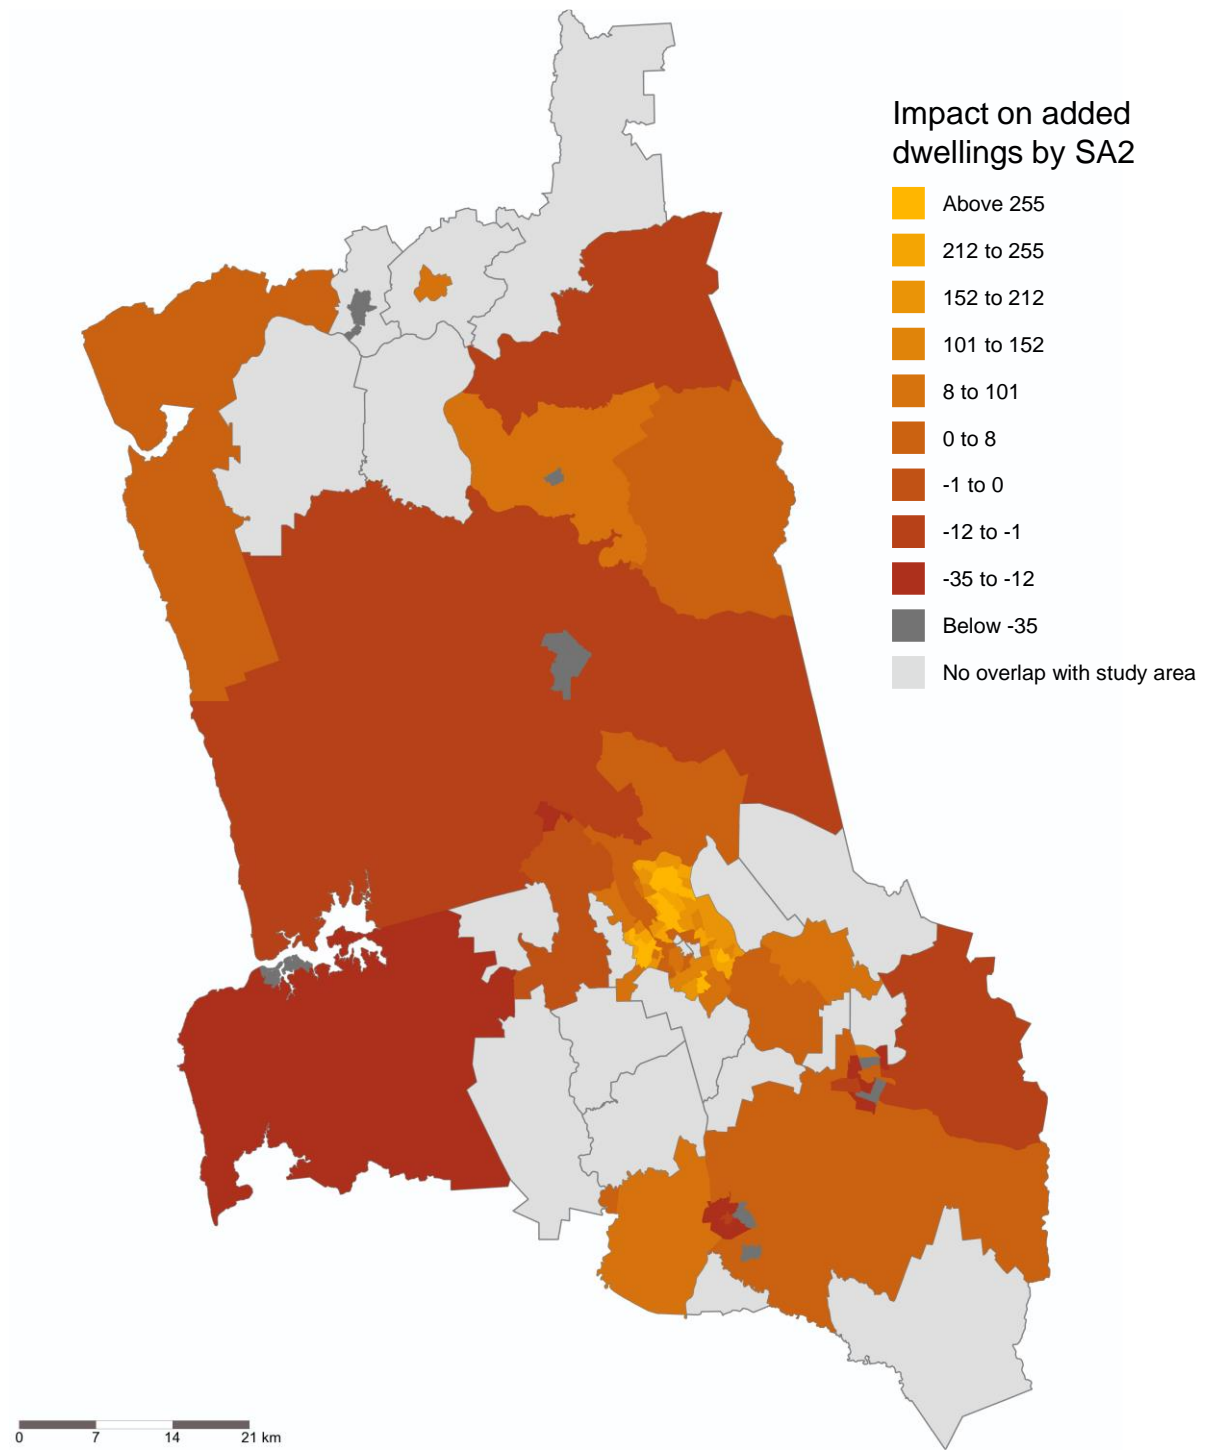 Impact on added
dwellings by SA2
Above 255
212 to 255
152 to 212
101 to 152
8 to 101
0 to 8
-1 to 0
-12 to -1
-35 to -12
Below -35
No overlap with study area
0 7 14 21 km